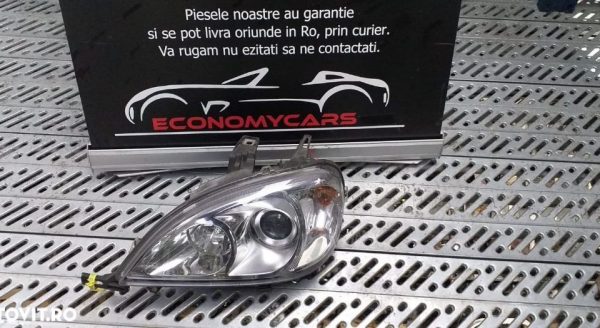 Piesele noastre au garantie
si se pot livra oriunde in Ro, prin curier.
Va rugam nu ezitati sa ne contactati.
ECONOMYCARS
TOVIT.RO